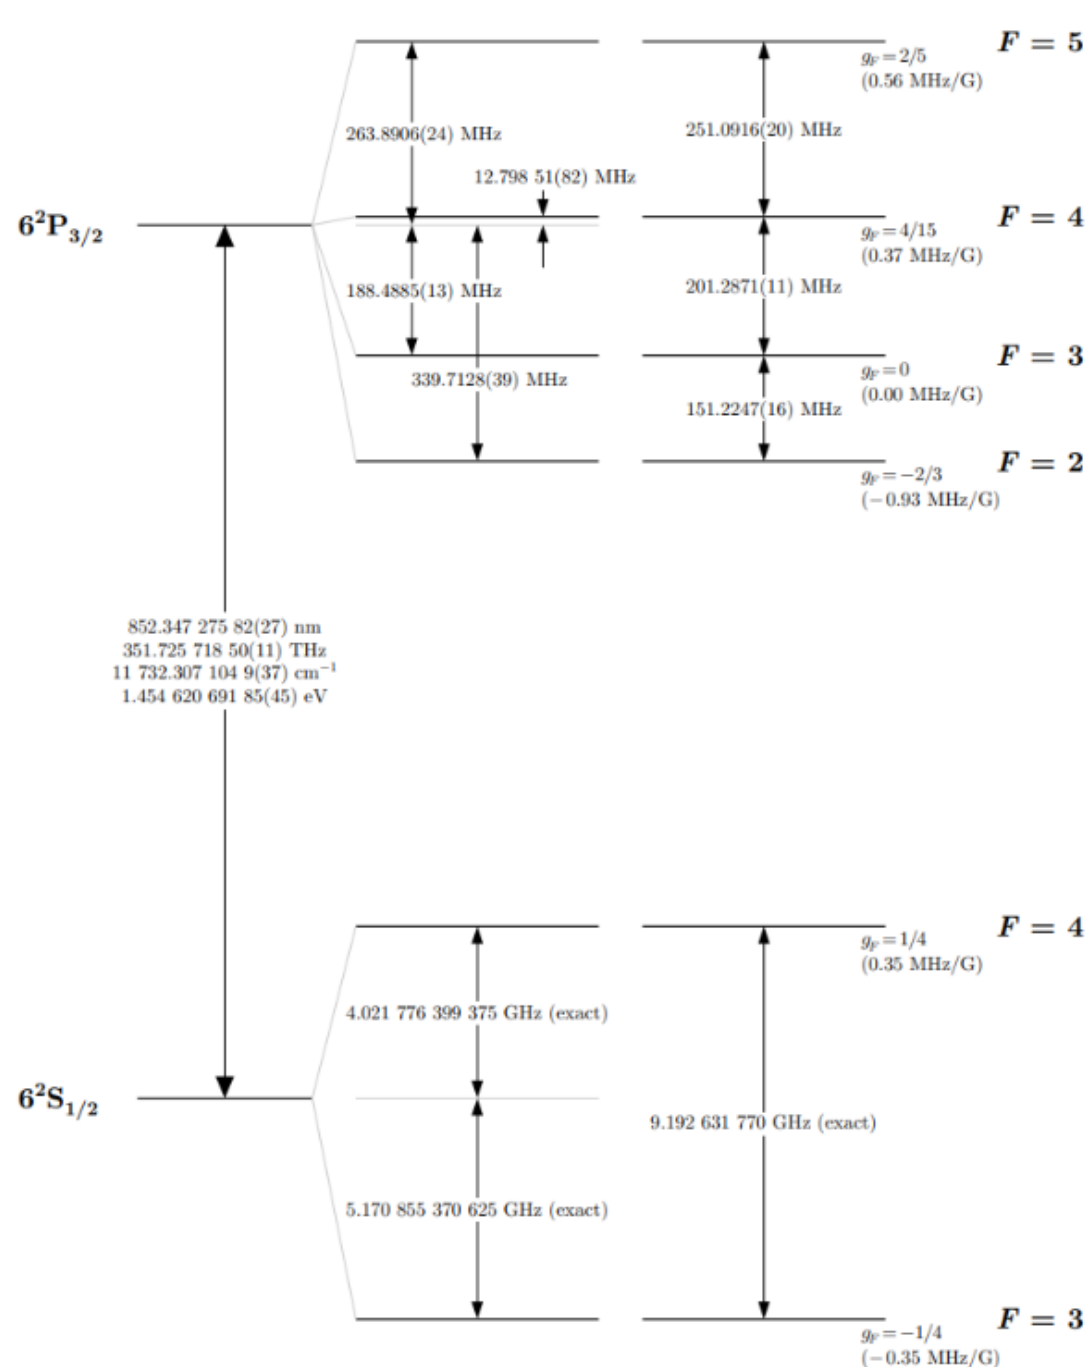 F = 5
g_F = 2/5
(0.56 MHz/G)
263.8906(24) MHz
251.0916(20) MHz
12.798 51(82) MHz
6²P₃/₂
F = 4
g_F = 4/15
(0.37 MHz/G)
188.4885(13) MHz
201.2871(11) MHz
F = 3
g_F = 0
(0.00 MHz/G)
339.7128(39) MHz
151.2247(16) MHz
F = 2
g_F = −2/3
(−0.93 MHz/G)
852.347 275 82(27) nm
351.725 718 50(11) THz
11 732.307 104 9(37) cm⁻¹
1.454 620 691 85(45) eV
F = 4
g_F = 1/4
(0.35 MHz/G)
4.021 776 399 375 GHz (exact)
6²S₁/₂
9.192 631 770 GHz (exact)
5.170 855 370 625 GHz (exact)
F = 3
g_F = −1/4
(−0.35 MHz/G)